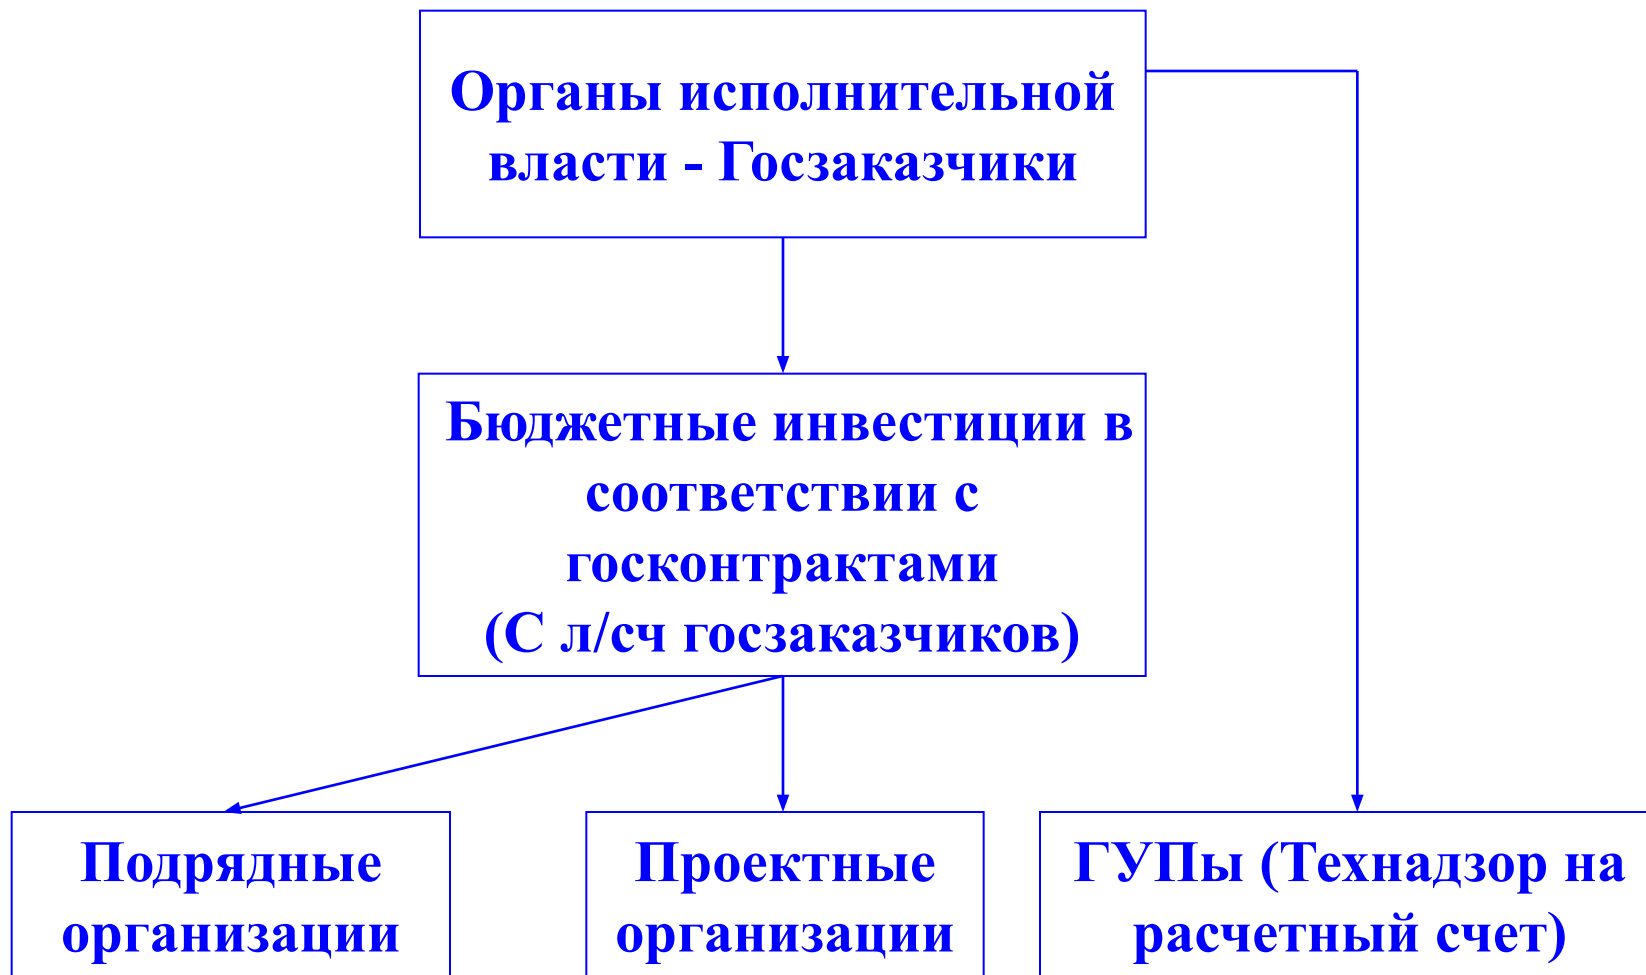 Органы исполнительной
власти - Госзаказчики
Бюджетные инвестиции в
соответствии с
госконтрактами
(С л/сч госзаказчиков)
Подрядные
организации
Проектные
организации
ГУПы (Технадзор на
расчетный счет)